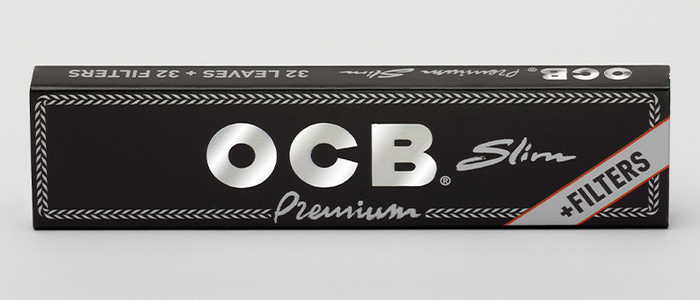 32 LEAVES + 32 FILTERS Premium Slim OCB®
OCB® Slim
Premium
+FILTERS